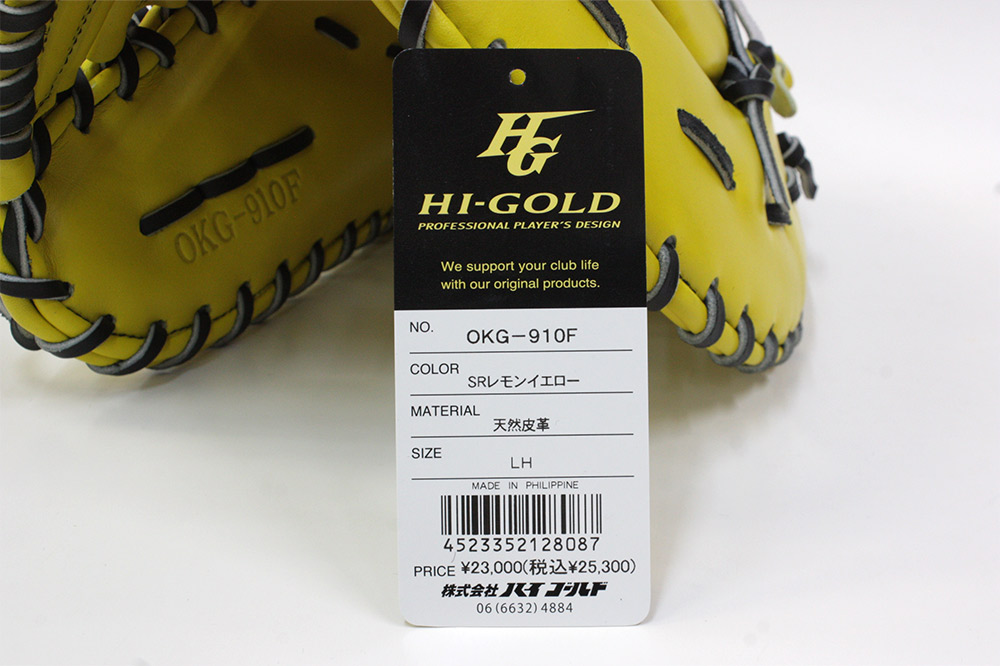 OKG-910F
HG
HI-GOLD
PROFESSIONAL PLAYER'S DESIGN
We support your club life
with our original products.
NO. OKG-910F
COLOR SRレモンイエロー
MATERIAL 天然皮革
SIZE LH
MADE IN PHILIPPINE
4523352128087
PRICE ¥23,000(税込¥25,300)
株式会社 ハイ ゴールド
06(6632)4884